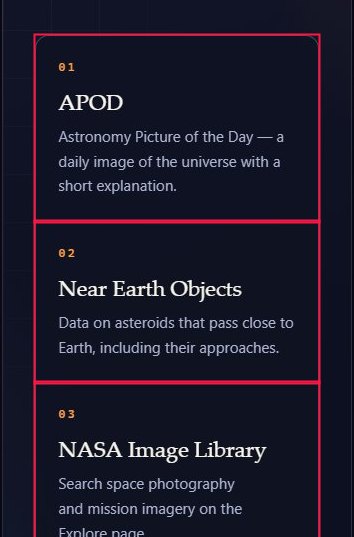 01
APOD
Astronomy Picture of the Day — a
daily image of the universe with a
short explanation.
02
Near Earth Objects
Data on asteroids that pass close to
Earth, including their approaches.
03
NASA Image Library
Search space photography
and mission imagery on the
Explore page.